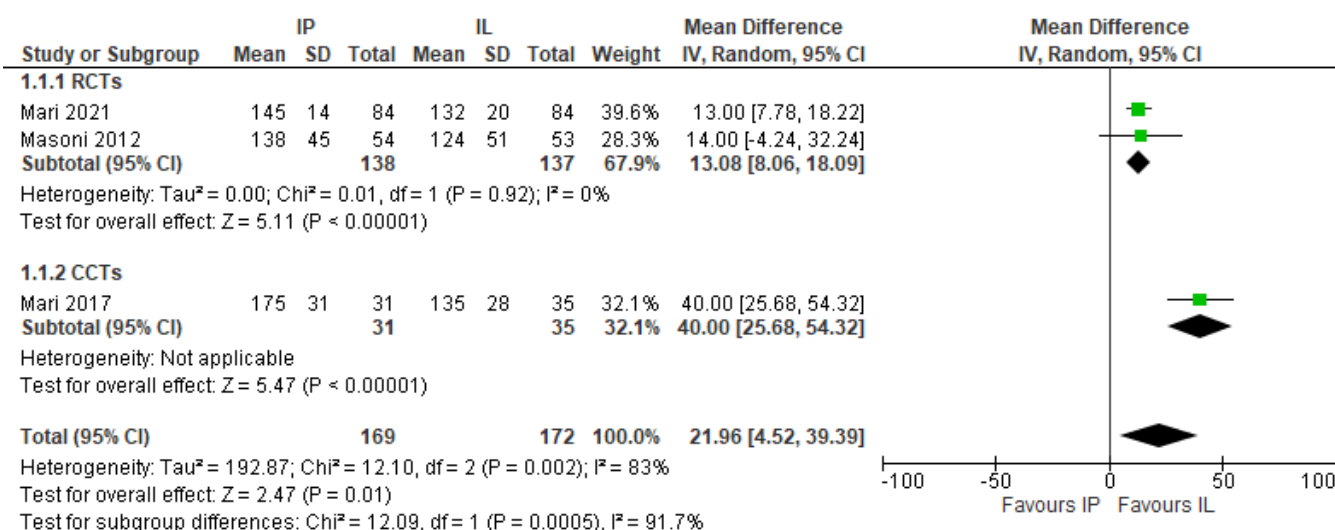 IP IL Mean Difference Mean Difference
Study or Subgroup Mean SD Total Mean SD Total Weight IV, Random, 95% CI IV, Random, 95% CI
1.1.1 RCTs
Mari 2021 145 14 84 132 20 84 39.6% 13.00 [7.78, 18.22]
Masoni 2012 138 45 54 124 51 53 28.3% 14.00 [-4.24, 32.24]
Subtotal (95% CI) 138 137 67.9% 13.08 [8.06, 18.09]
Heterogeneity: Tau² = 0.00; Chi² = 0.01, df = 1 (P = 0.92); I² = 0%
Test for overall effect: Z = 5.11 (P < 0.00001)
1.1.2 CCTs
Mari 2017 175 31 31 135 28 35 32.1% 40.00 [25.68, 54.32]
Subtotal (95% CI) 31 35 32.1% 40.00 [25.68, 54.32]
Heterogeneity: Not applicable
Test for overall effect: Z = 5.47 (P < 0.00001)
Total (95% CI) 169 172 100.0% 21.96 [4.52, 39.39]
Heterogeneity: Tau² = 192.87; Chi² = 12.10, df = 2 (P = 0.002); I² = 83%
Test for overall effect: Z = 2.47 (P = 0.01)
Test for subgroup differences: Chi² = 12.09, df = 1 (P = 0.0005), I² = 91.7%
-100 -50 0 50 100
Favours IP Favours IL